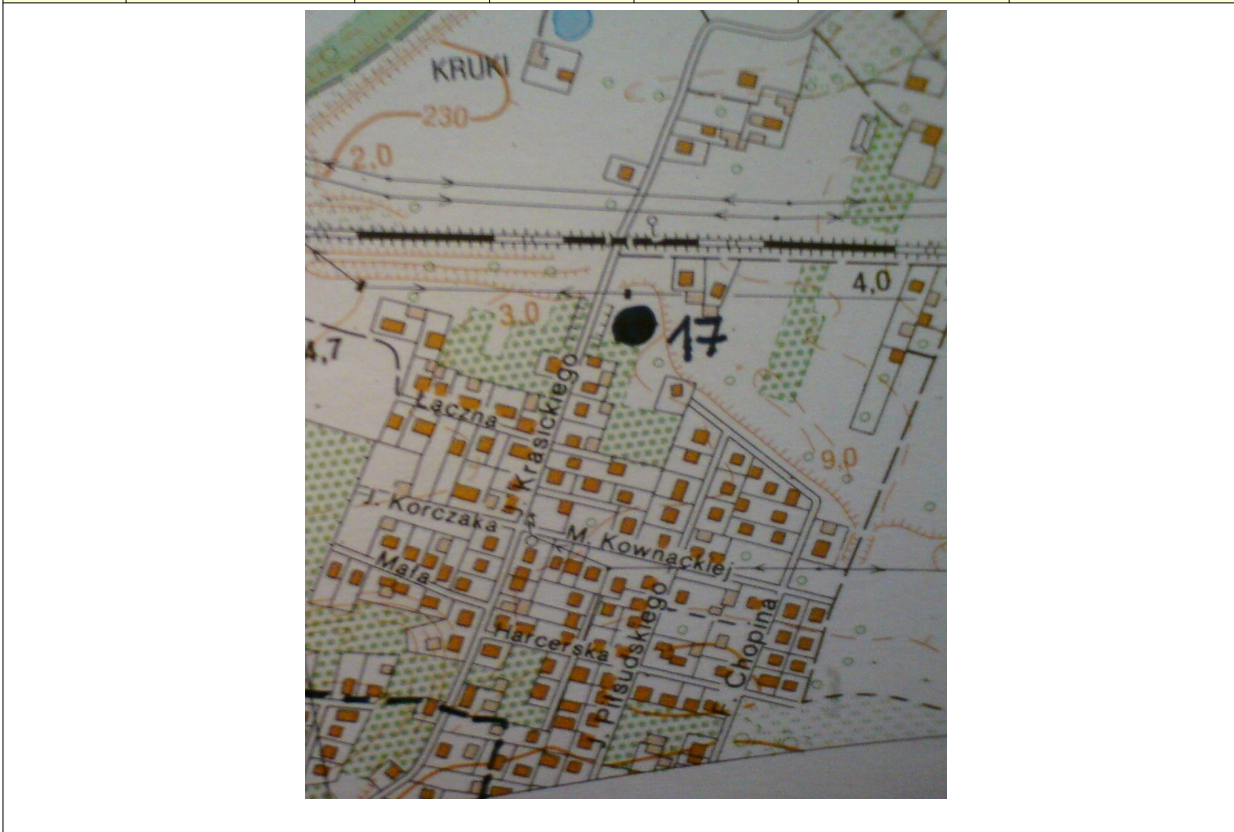 KRUKI
230
2,0
4,0
3,0
17
4,7
Łączna
I. Krasickiego
9,0
J. Korczaka
M. Kownackiej
Mała
Harcerska
J. Piłsudskiego
F. Chopina